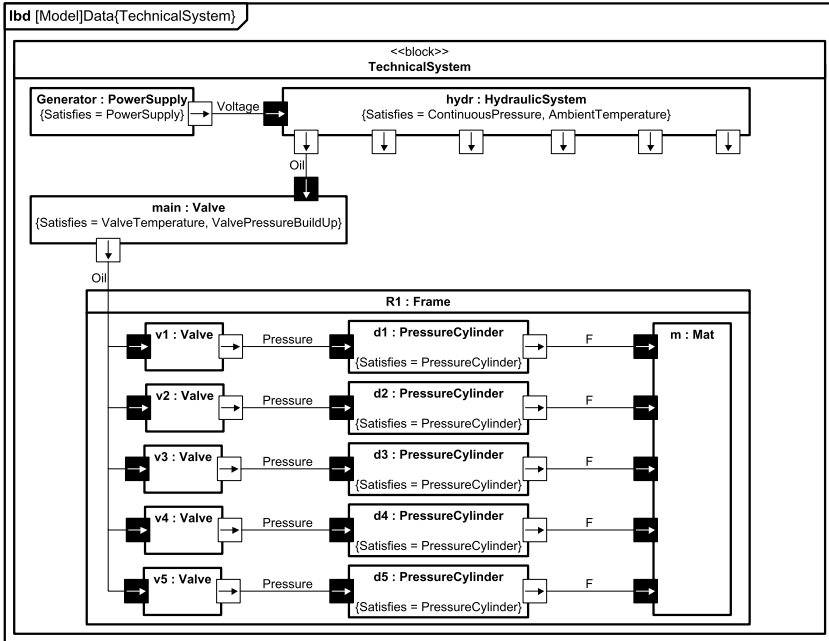 Ibd [Model]Data{TechnicalSystem}
<<block>>
TechnicalSystem
Generator : PowerSupply
{Satisfies = PowerSupply}
Voltage
hydr : HydraulicSystem
{Satisfies = ContinuousPressure, AmbientTemperature}
Oil
main : Valve
{Satisfies = ValveTemperature, ValvePressureBuildUp}
Oil
R1 : Frame
v1 : Valve
Pressure
d1 : PressureCylinder
{Satisfies = PressureCylinder}
F
m : Mat
v2 : Valve
Pressure
d2 : PressureCylinder
{Satisfies = PressureCylinder}
F
v3 : Valve
Pressure
d3 : PressureCylinder
{Satisfies = PressureCylinder}
F
v4 : Valve
Pressure
d4 : PressureCylinder
{Satisfies = PressureCylinder}
F
v5 : Valve
Pressure
d5 : PressureCylinder
{Satisfies = PressureCylinder}
F